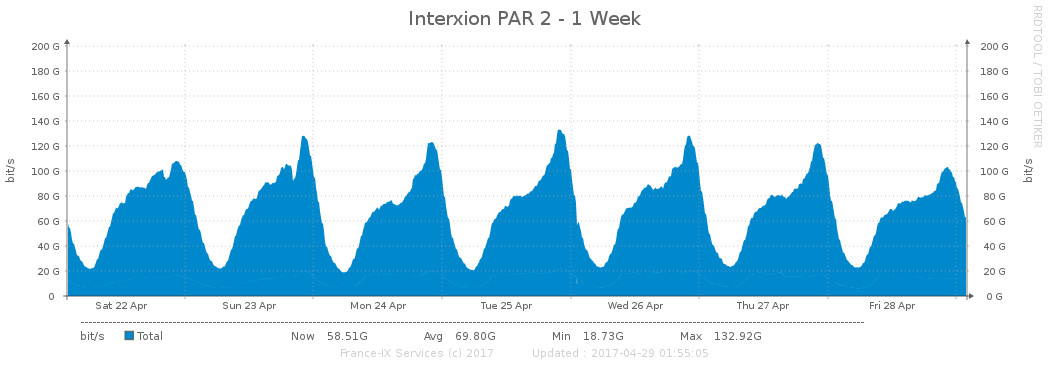 Interxion PAR 2 - 1 Week
RRDTOOL / TOBI OETIKER
200 G 200 G
180 G 180 G
160 G 160 G
140 G 140 G
120 G 120 G
100 G 100 G
80 G 80 G
60 G 60 G
40 G 40 G
20 G 20 G
0 0 G
bit/s bit/s
Sat 22 Apr Sun 23 Apr Mon 24 Apr Tue 25 Apr Wed 26 Apr Thu 27 Apr Fri 28 Apr
bit/s Total Now 58.51G Avg 69.80G Min 18.73G Max 132.92G
France-IX Services (c) 2017 Updated : 2017-04-29 01:55:05